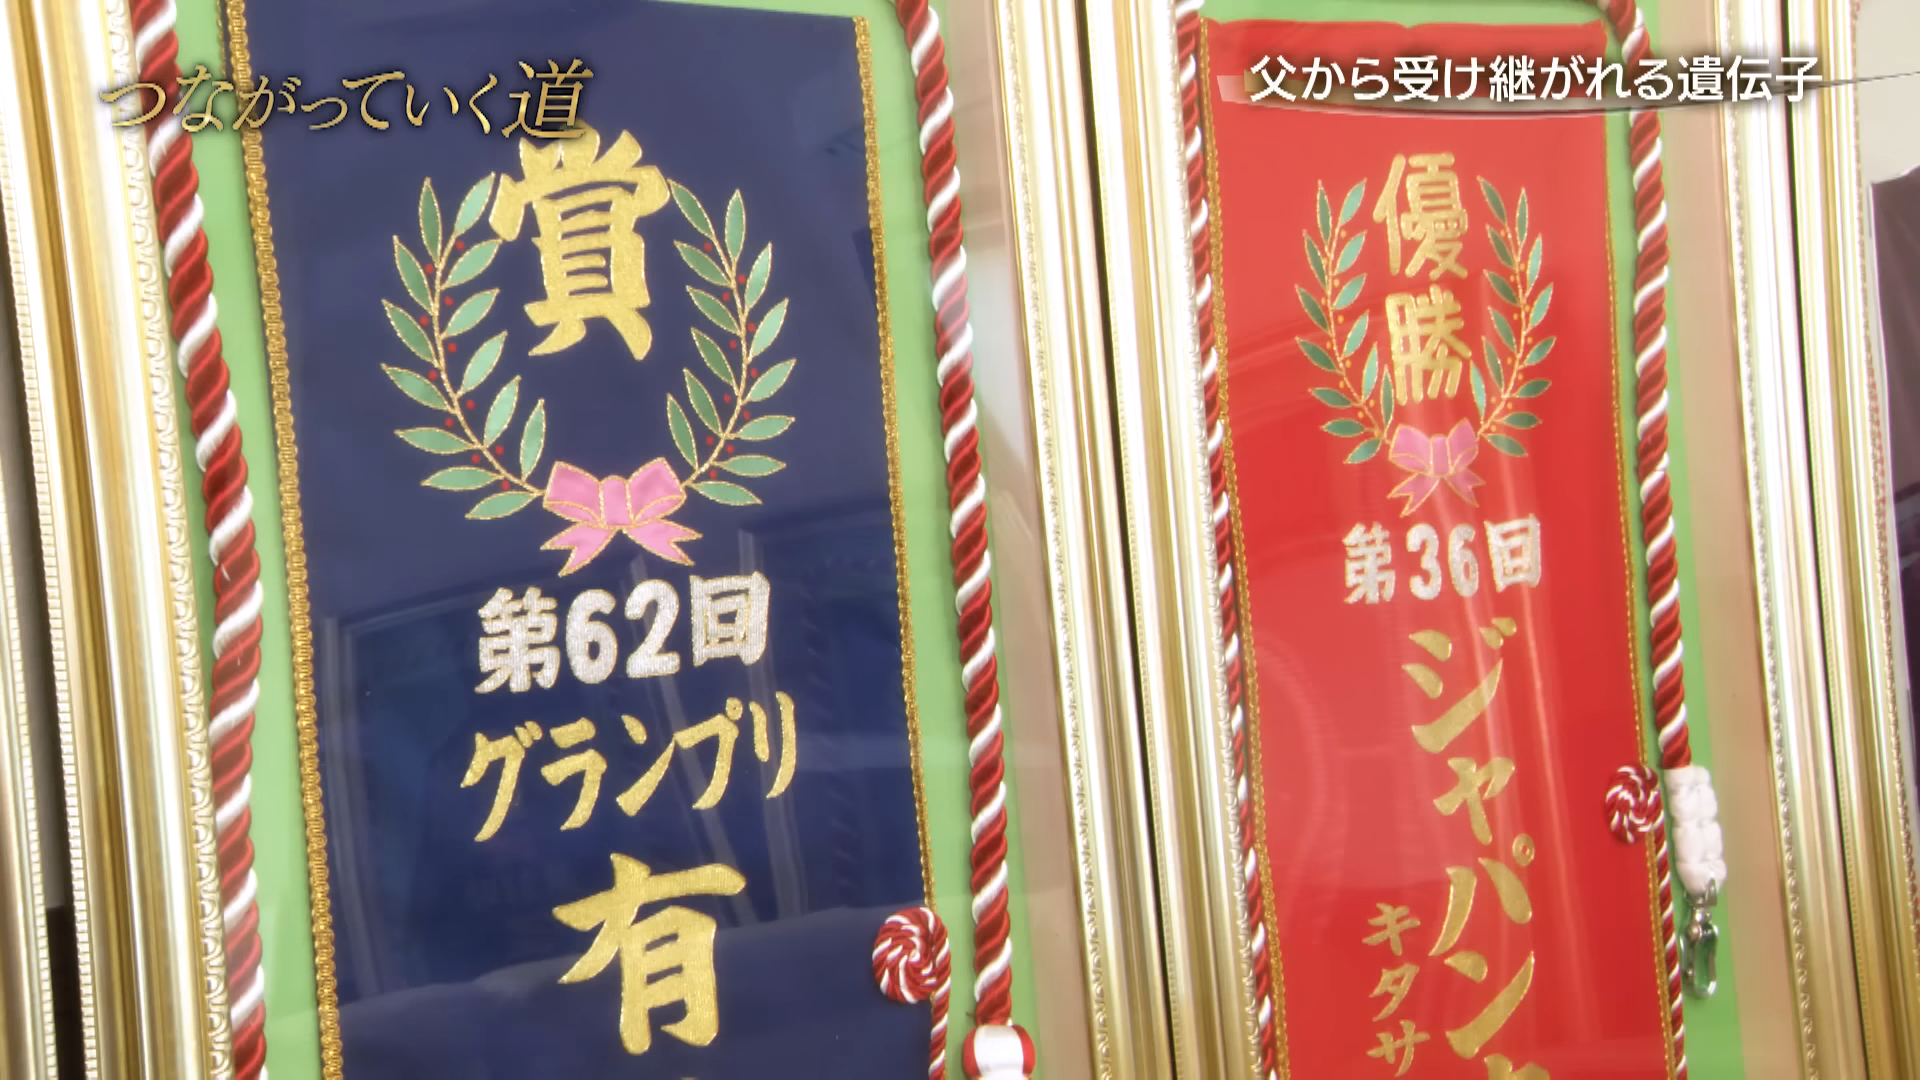 つながっていく道
父から受け継がれる遺伝子
賞
第62回
グランプリ
有
優勝
第36回
ジャパン
キタサ